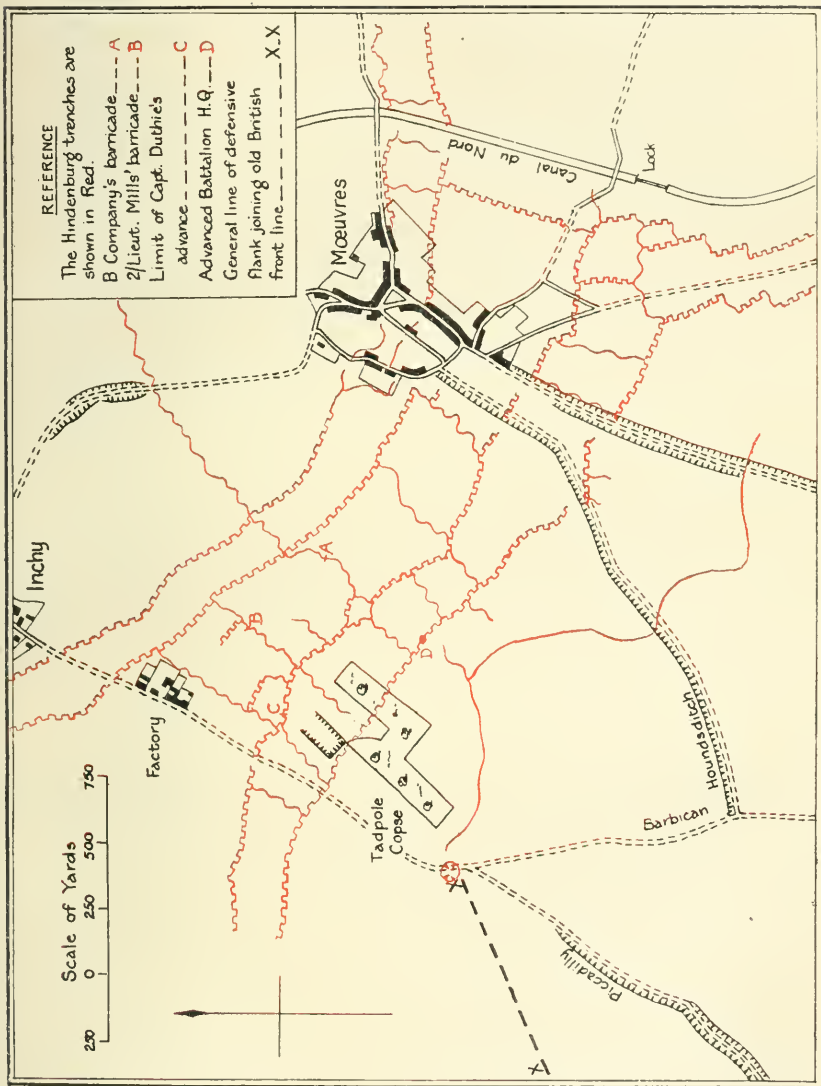 REFERENCE
The Hindenburg trenches are
shown in Red.
B Company's barricade --- A
2/Lieut. Mills' barricade --- B
Limit of Capt. Duthie's
advance --------- C
Advanced Battalion H.Q. --- D
General line of defensive
flank joining old British
front line ------- X_X
Inchy
Factory
Mœuvres
Canal du Nord
Lock
A
B
C
D
Tadpole
Copse
Houndsditch
Barbican
Piccadilly
X
X
Scale of Yards
250
0
250
500
750